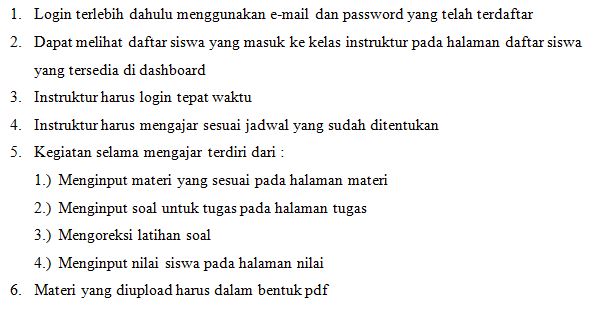 1. Login terlebih dahulu menggunakan e-mail dan password yang telah terdaftar
2. Dapat melihat daftar siswa yang masuk ke kelas instruktur pada halaman daftar siswa
yang tersedia di dashboard
3. Instruktur harus login tepat waktu
4. Instruktur harus mengajar sesuai jadwal yang sudah ditentukan
5. Kegiatan selama mengajar terdiri dari :
1.) Menginput materi yang sesuai pada halaman materi
2.) Menginput soal untuk tugas pada halaman tugas
3.) Mengoreksi latihan soal
4.) Menginput nilai siswa pada halaman nilai
6. Materi yang diupload harus dalam bentuk pdf